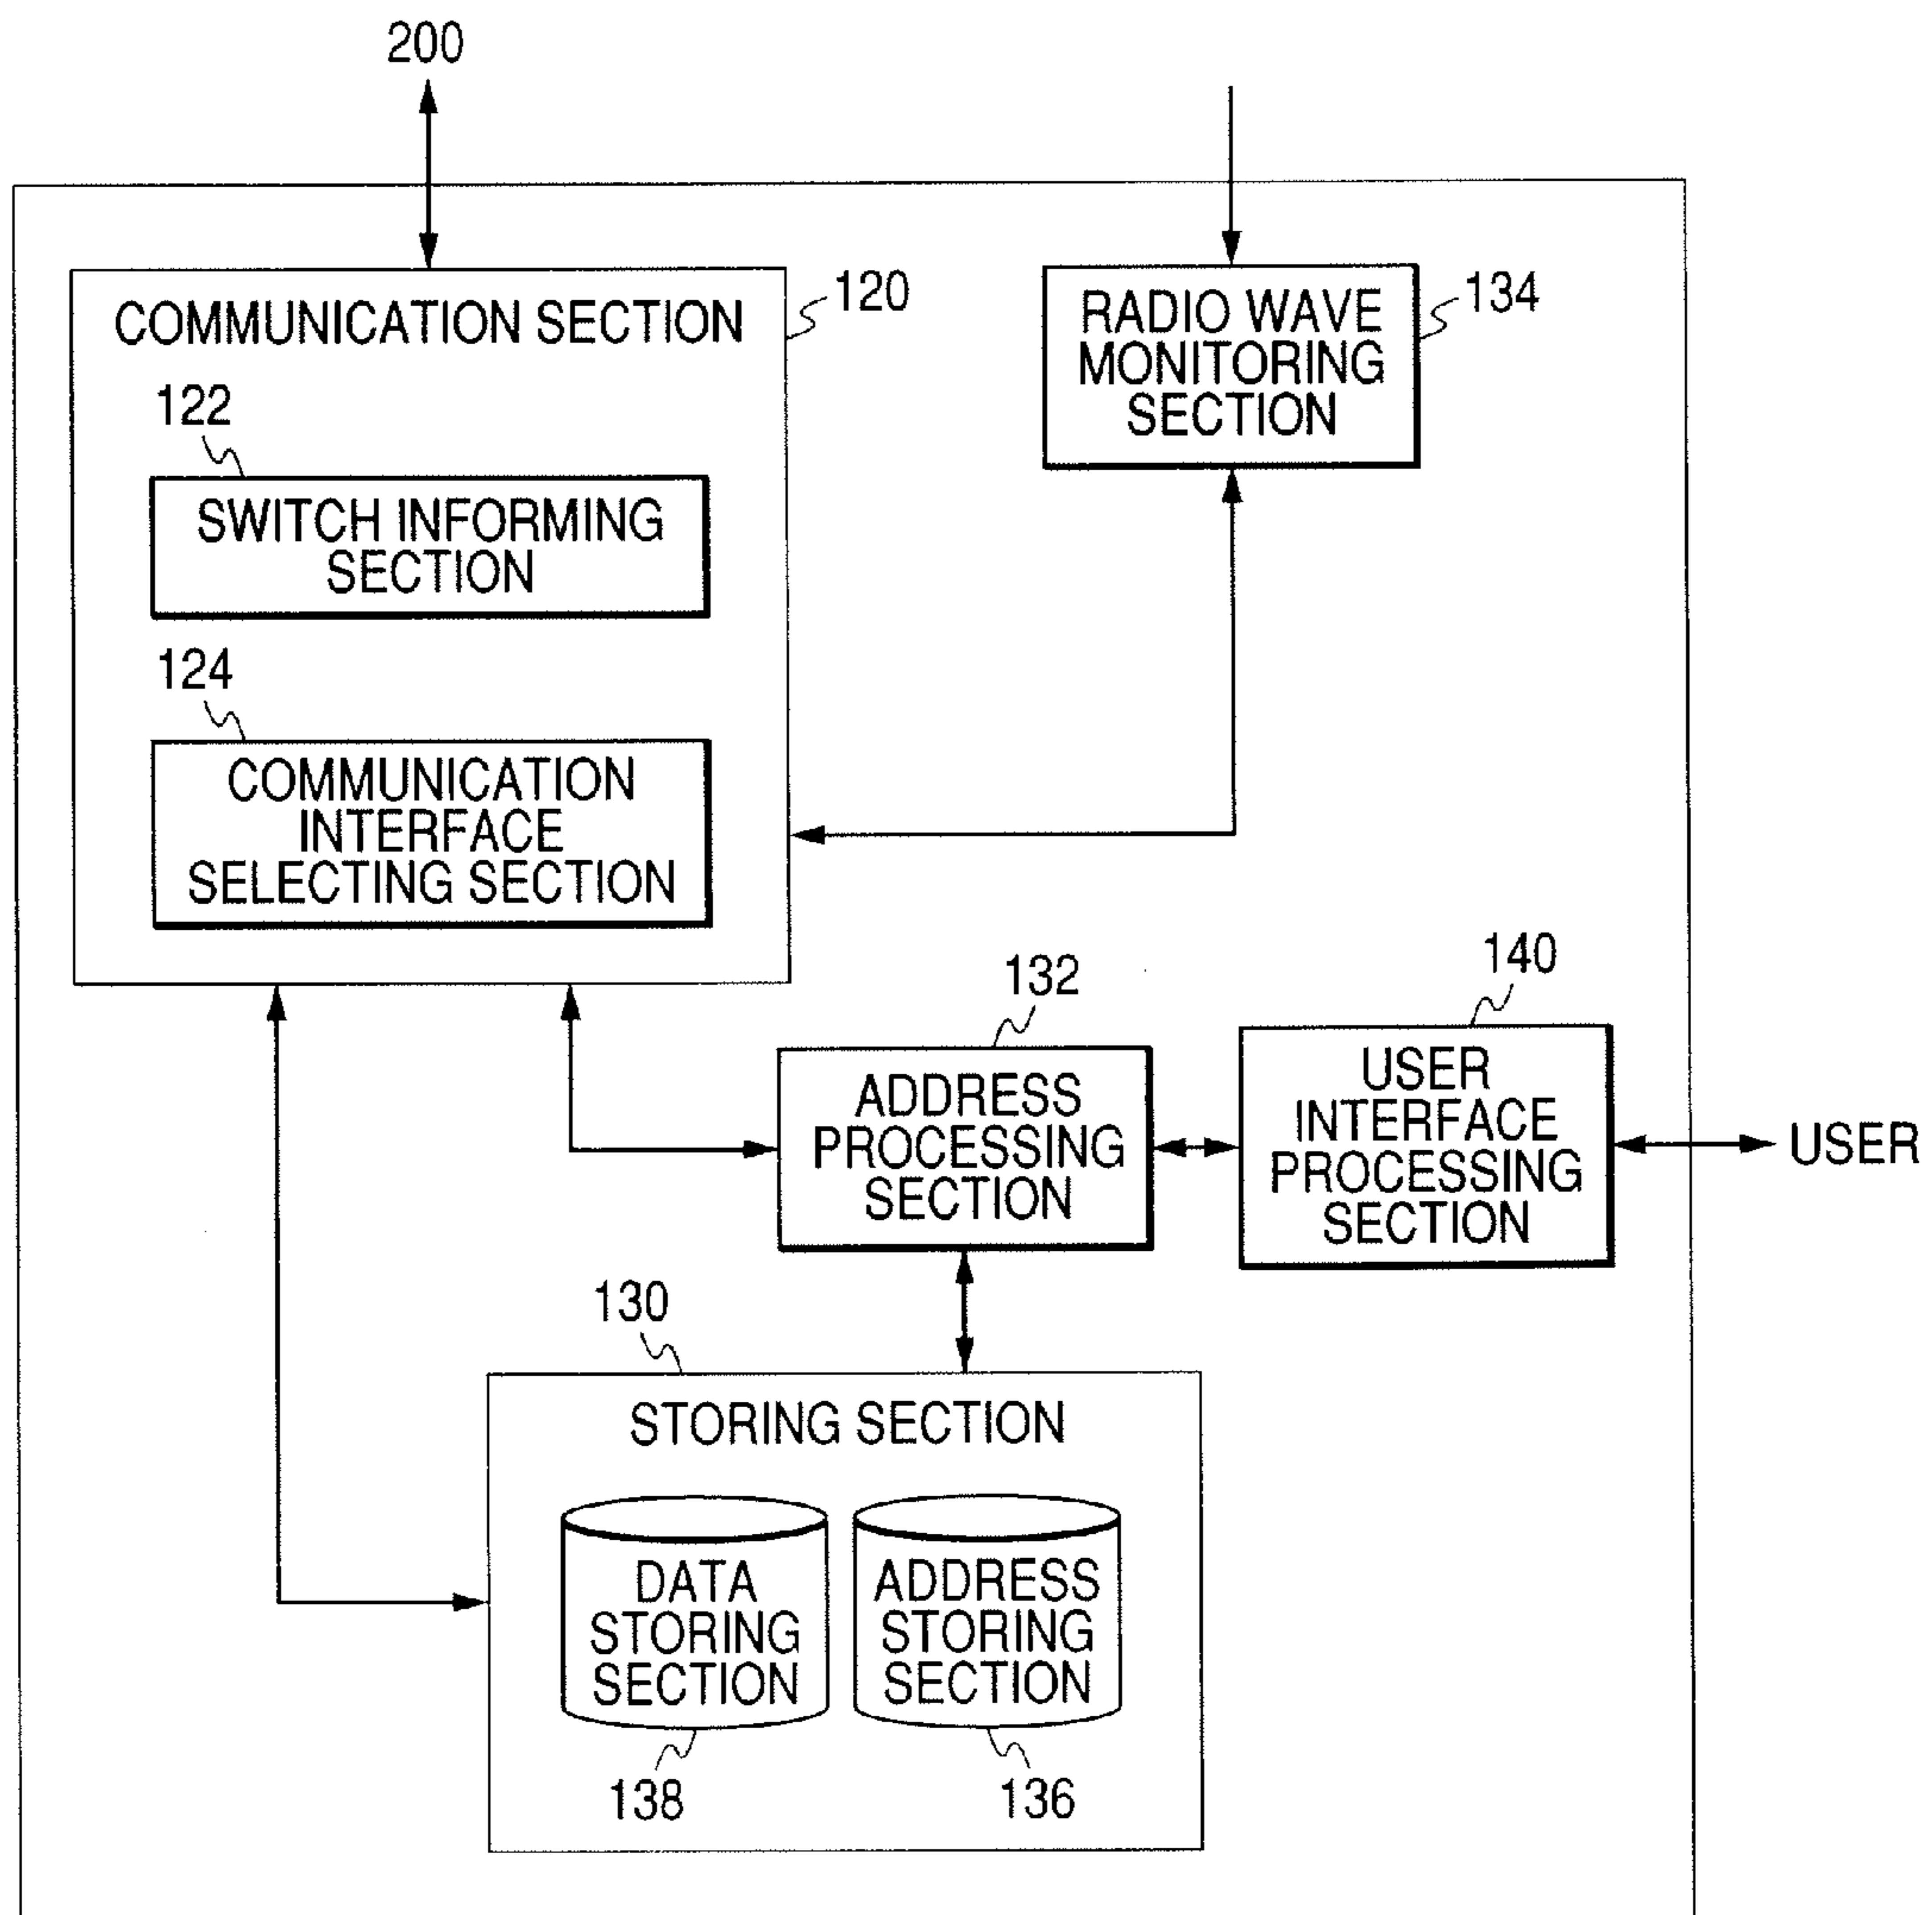 200
COMMUNICATION SECTION
120
RADIO WAVE
MONITORING
SECTION
134
122
SWITCH INFORMING
SECTION
124
COMMUNICATION
INTERFACE
SELECTING SECTION
132
ADDRESS
PROCESSING
SECTION
140
USER
INTERFACE
PROCESSING
SECTION
USER
130
STORING SECTION
DATA
STORING
SECTION
ADDRESS
STORING
SECTION
138
136